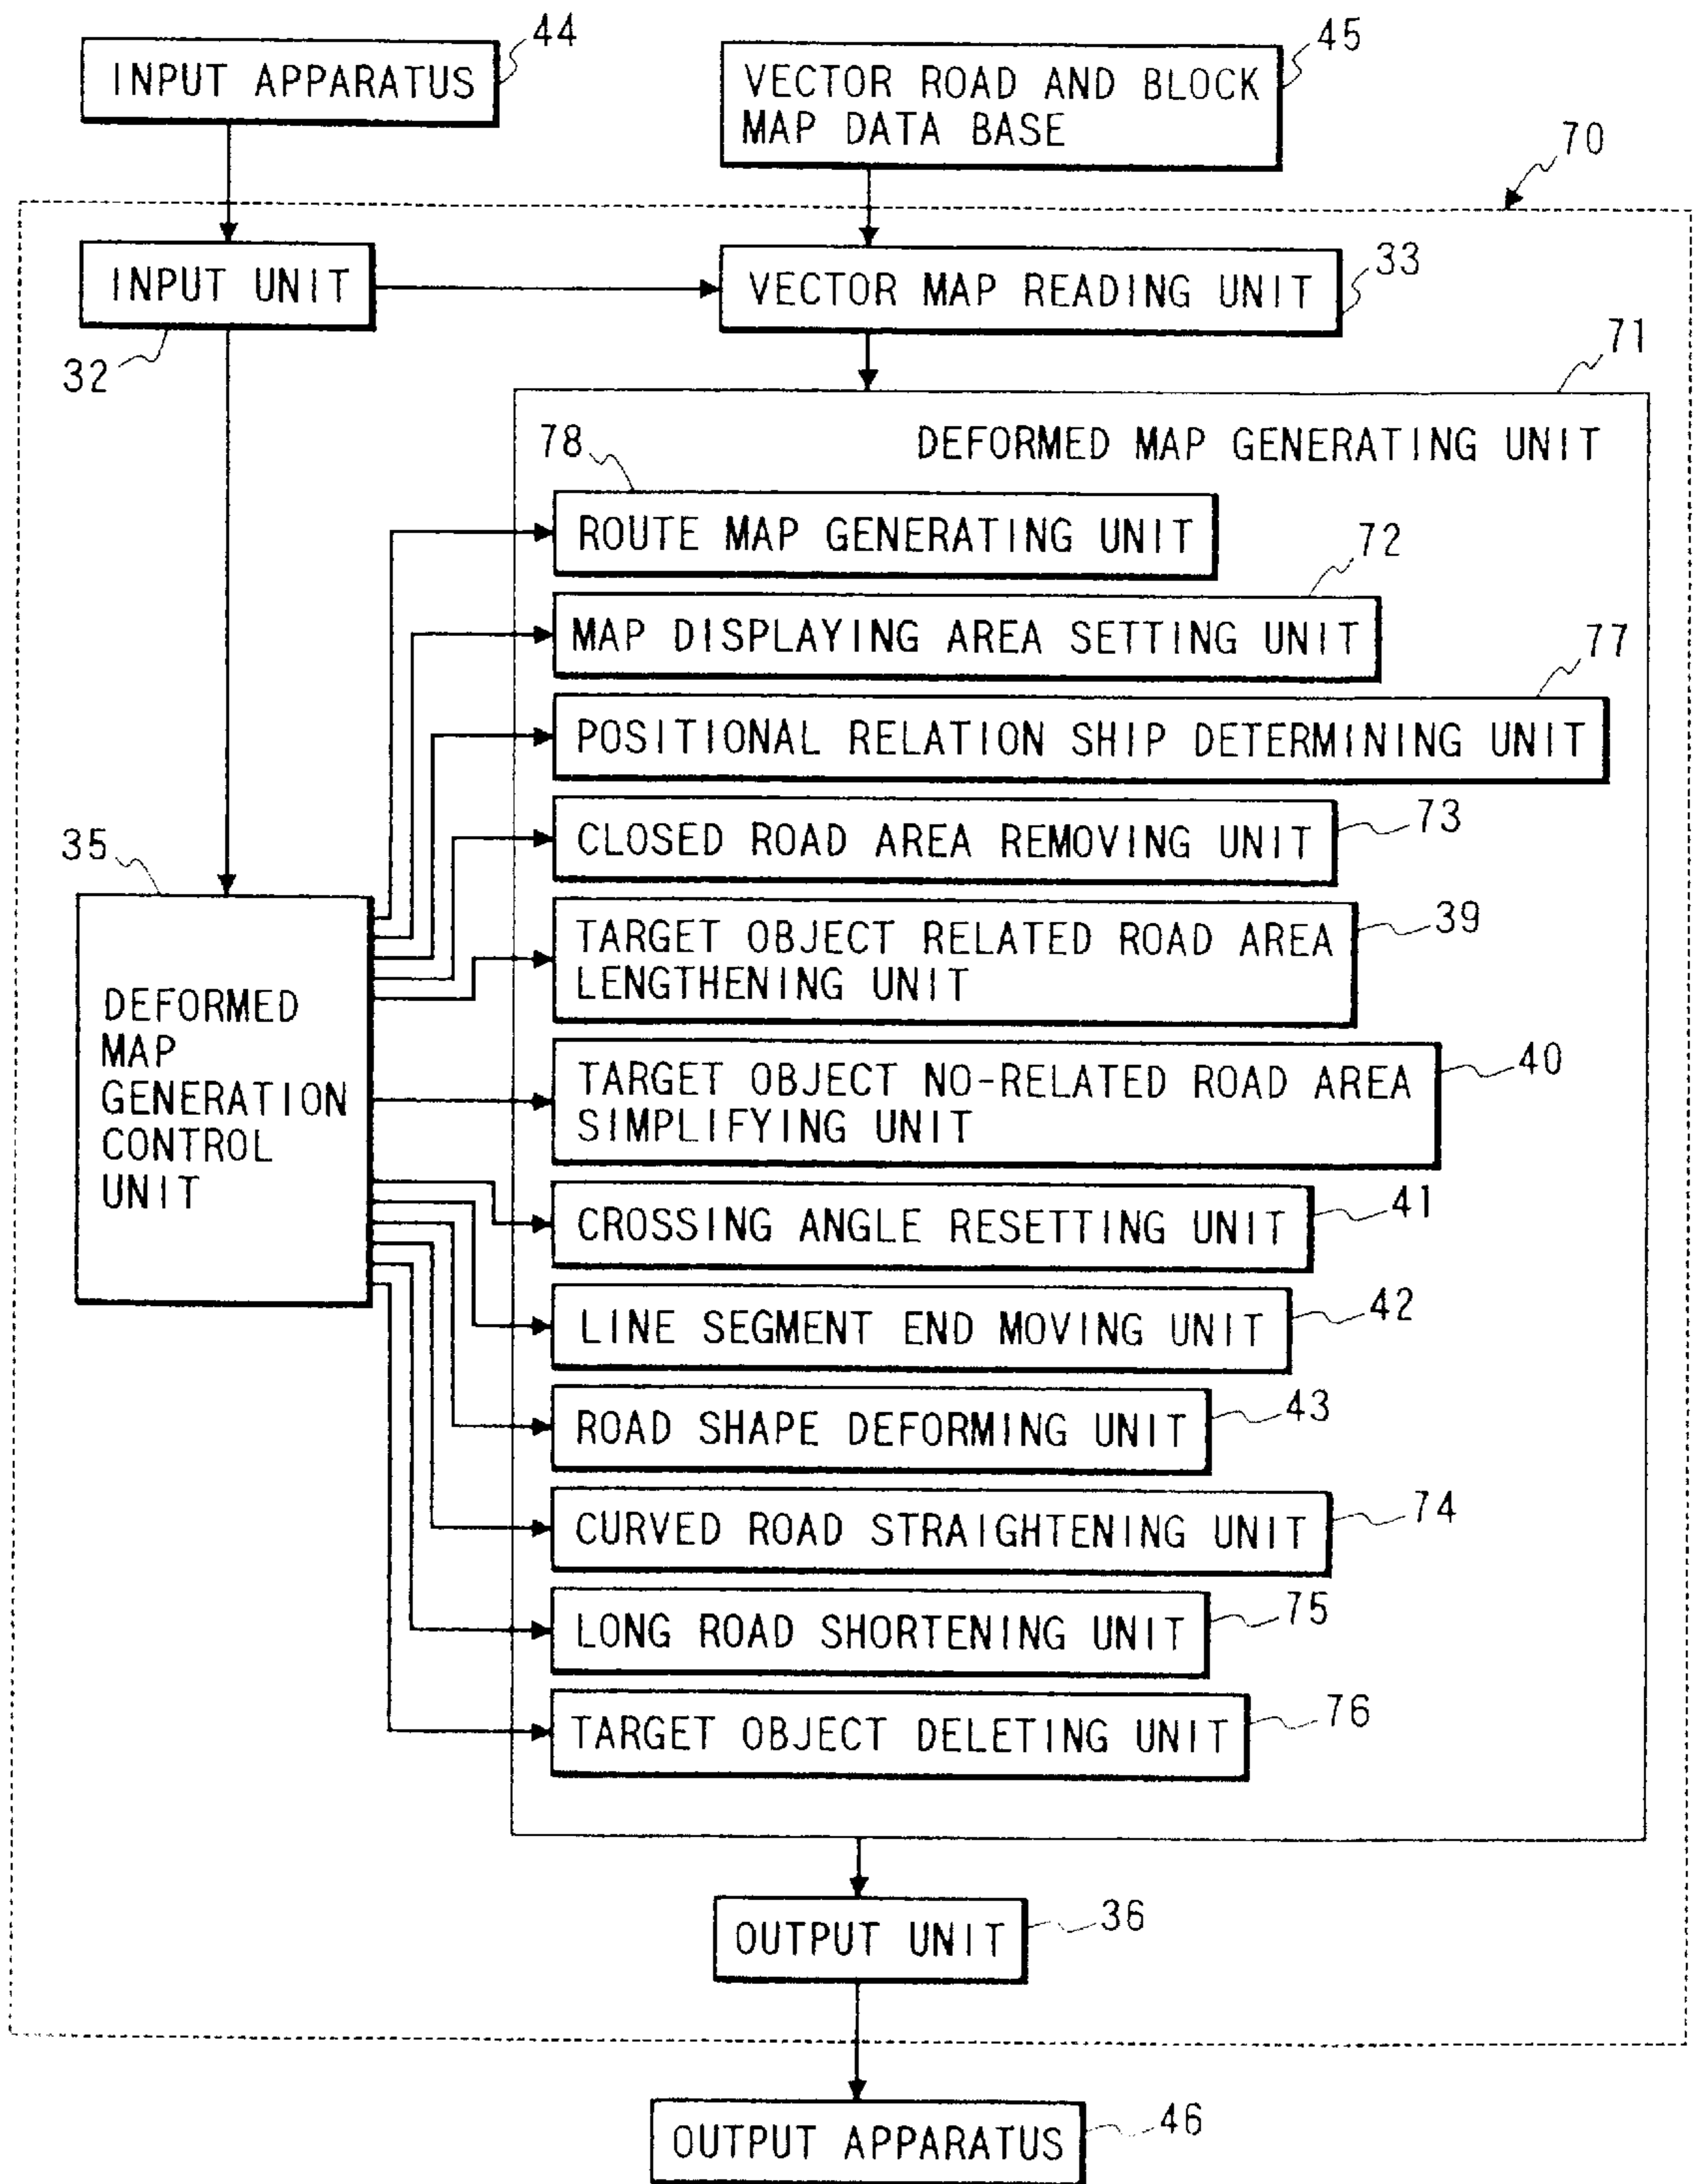 44
INPUT APPARATUS
45
VECTOR ROAD AND BLOCK
MAP DATA BASE
70
INPUT UNIT
32
VECTOR MAP READING UNIT
33
71
DEFORMED MAP GENERATING UNIT
78
ROUTE MAP GENERATING UNIT
72
MAP DISPLAYING AREA SETTING UNIT
77
POSITIONAL RELATION SHIP DETERMINING UNIT
CLOSED ROAD AREA REMOVING UNIT
73
35
DEFORMED
MAP
GENERATION
CONTROL
UNIT
TARGET OBJECT RELATED ROAD AREA
LENGTHENING UNIT
39
TARGET OBJECT NO-RELATED ROAD AREA
SIMPLIFYING UNIT
40
CROSSING ANGLE RESETTING UNIT
41
LINE SEGMENT END MOVING UNIT
42
ROAD SHAPE DEFORMING UNIT
43
CURVED ROAD STRAIGHTENING UNIT
74
LONG ROAD SHORTENING UNIT
75
TARGET OBJECT DELETING UNIT
76
OUTPUT UNIT
36
OUTPUT APPARATUS
46